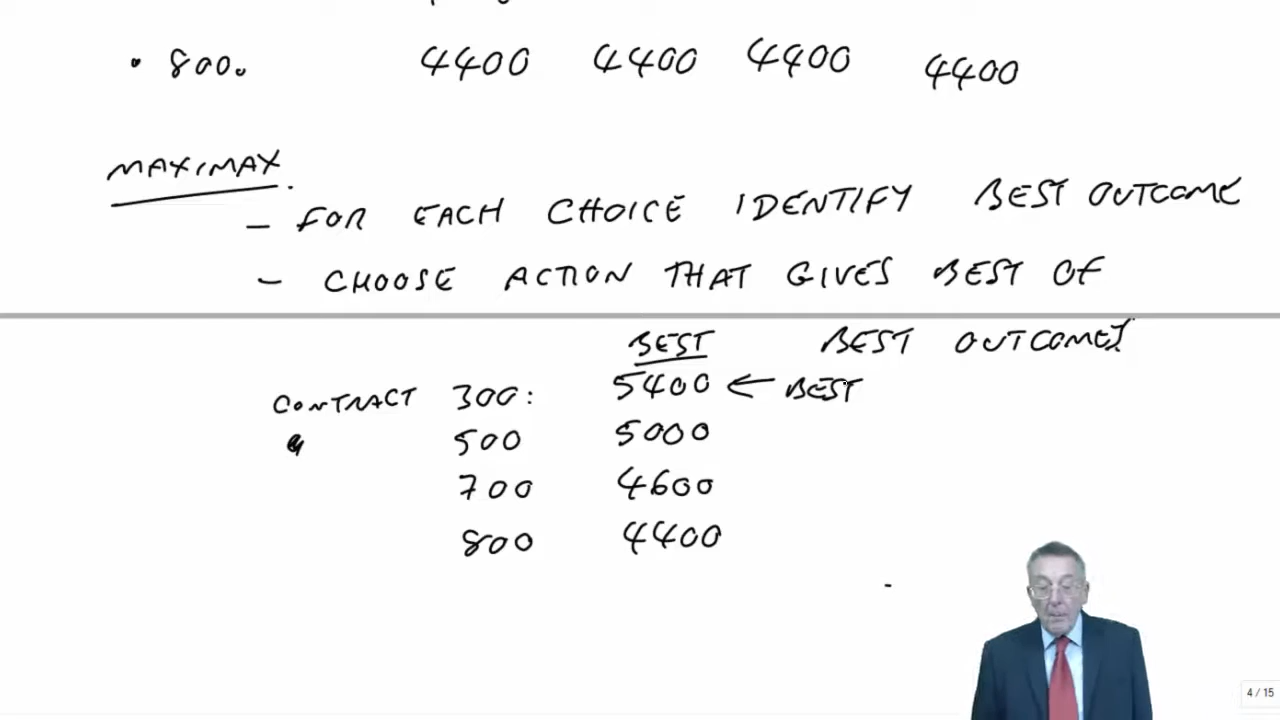 • 800. 4400 4400 4400 4400
MAXIMAX.
- FOR EACH CHOICE IDENTIFY BEST OUTCOME
- CHOOSE ACTION THAT GIVES BEST OF
BEST BEST OUTCOMES
CONTRACT 300: 5400 ← BEST
500 5000
700 4600
800 4400
4 / 15